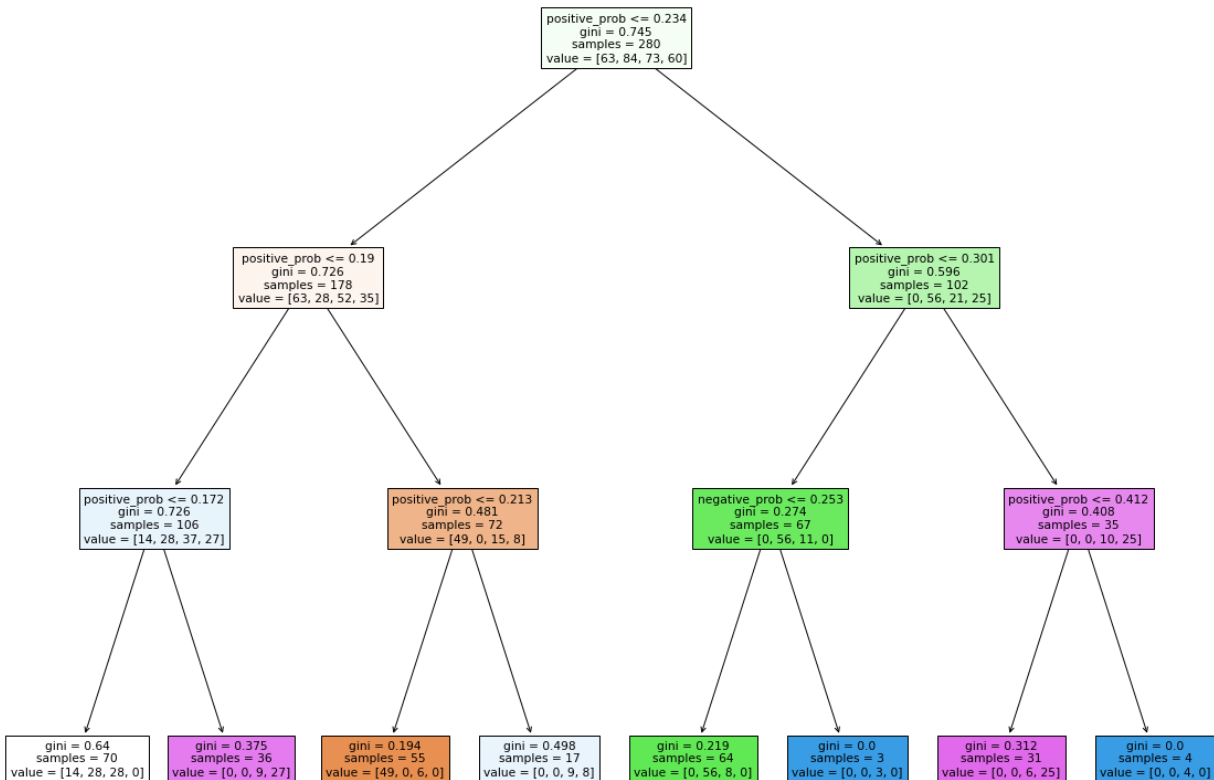 positive_prob <= 0.234
gini = 0.745
samples = 280
value = [63, 84, 73, 60]
positive_prob <= 0.19
gini = 0.726
samples = 178
value = [63, 28, 52, 35]
positive_prob <= 0.301
gini = 0.596
samples = 102
value = [0, 56, 21, 25]
positive_prob <= 0.172
gini = 0.726
samples = 106
value = [14, 28, 37, 27]
positive_prob <= 0.213
gini = 0.481
samples = 72
value = [49, 0, 15, 8]
negative_prob <= 0.253
gini = 0.274
samples = 67
value = [0, 56, 11, 0]
positive_prob <= 0.412
gini = 0.408
samples = 35
value = [0, 0, 10, 25]
gini = 0.64
samples = 70
value = [14, 28, 28, 0]
gini = 0.375
samples = 36
value = [0, 0, 9, 27]
gini = 0.194
samples = 55
value = [49, 0, 6, 0]
gini = 0.498
samples = 17
value = [0, 0, 9, 8]
gini = 0.219
samples = 64
value = [0, 56, 8, 0]
gini = 0.0
samples = 3
value = [0, 0, 3, 0]
gini = 0.312
samples = 31
value = [0, 0, 6, 25]
gini = 0.0
samples = 4
value = [0, 0, 4, 0]